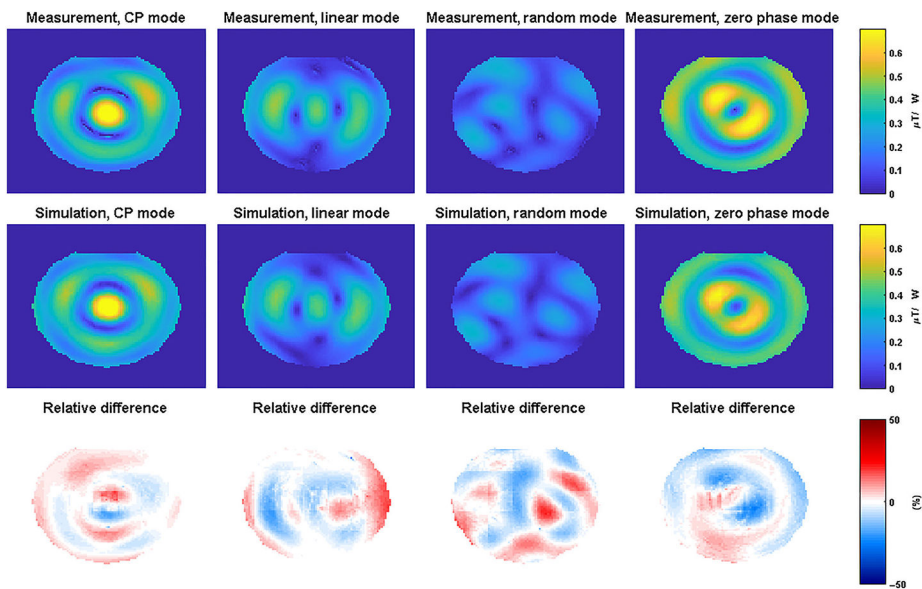 Measurement, CP mode
Measurement, linear mode
Measurement, random mode
Measurement, zero phase mode
0.6
0.5
0.4
0.3
0.2
0.1
0
μT/ W
Simulation, CP mode
Simulation, linear mode
Simulation, random mode
Simulation, zero phase mode
0.6
0.5
0.4
0.3
0.2
0.1
0
μT/ W
Relative difference
Relative difference
Relative difference
Relative difference
50
0
−50
(%)